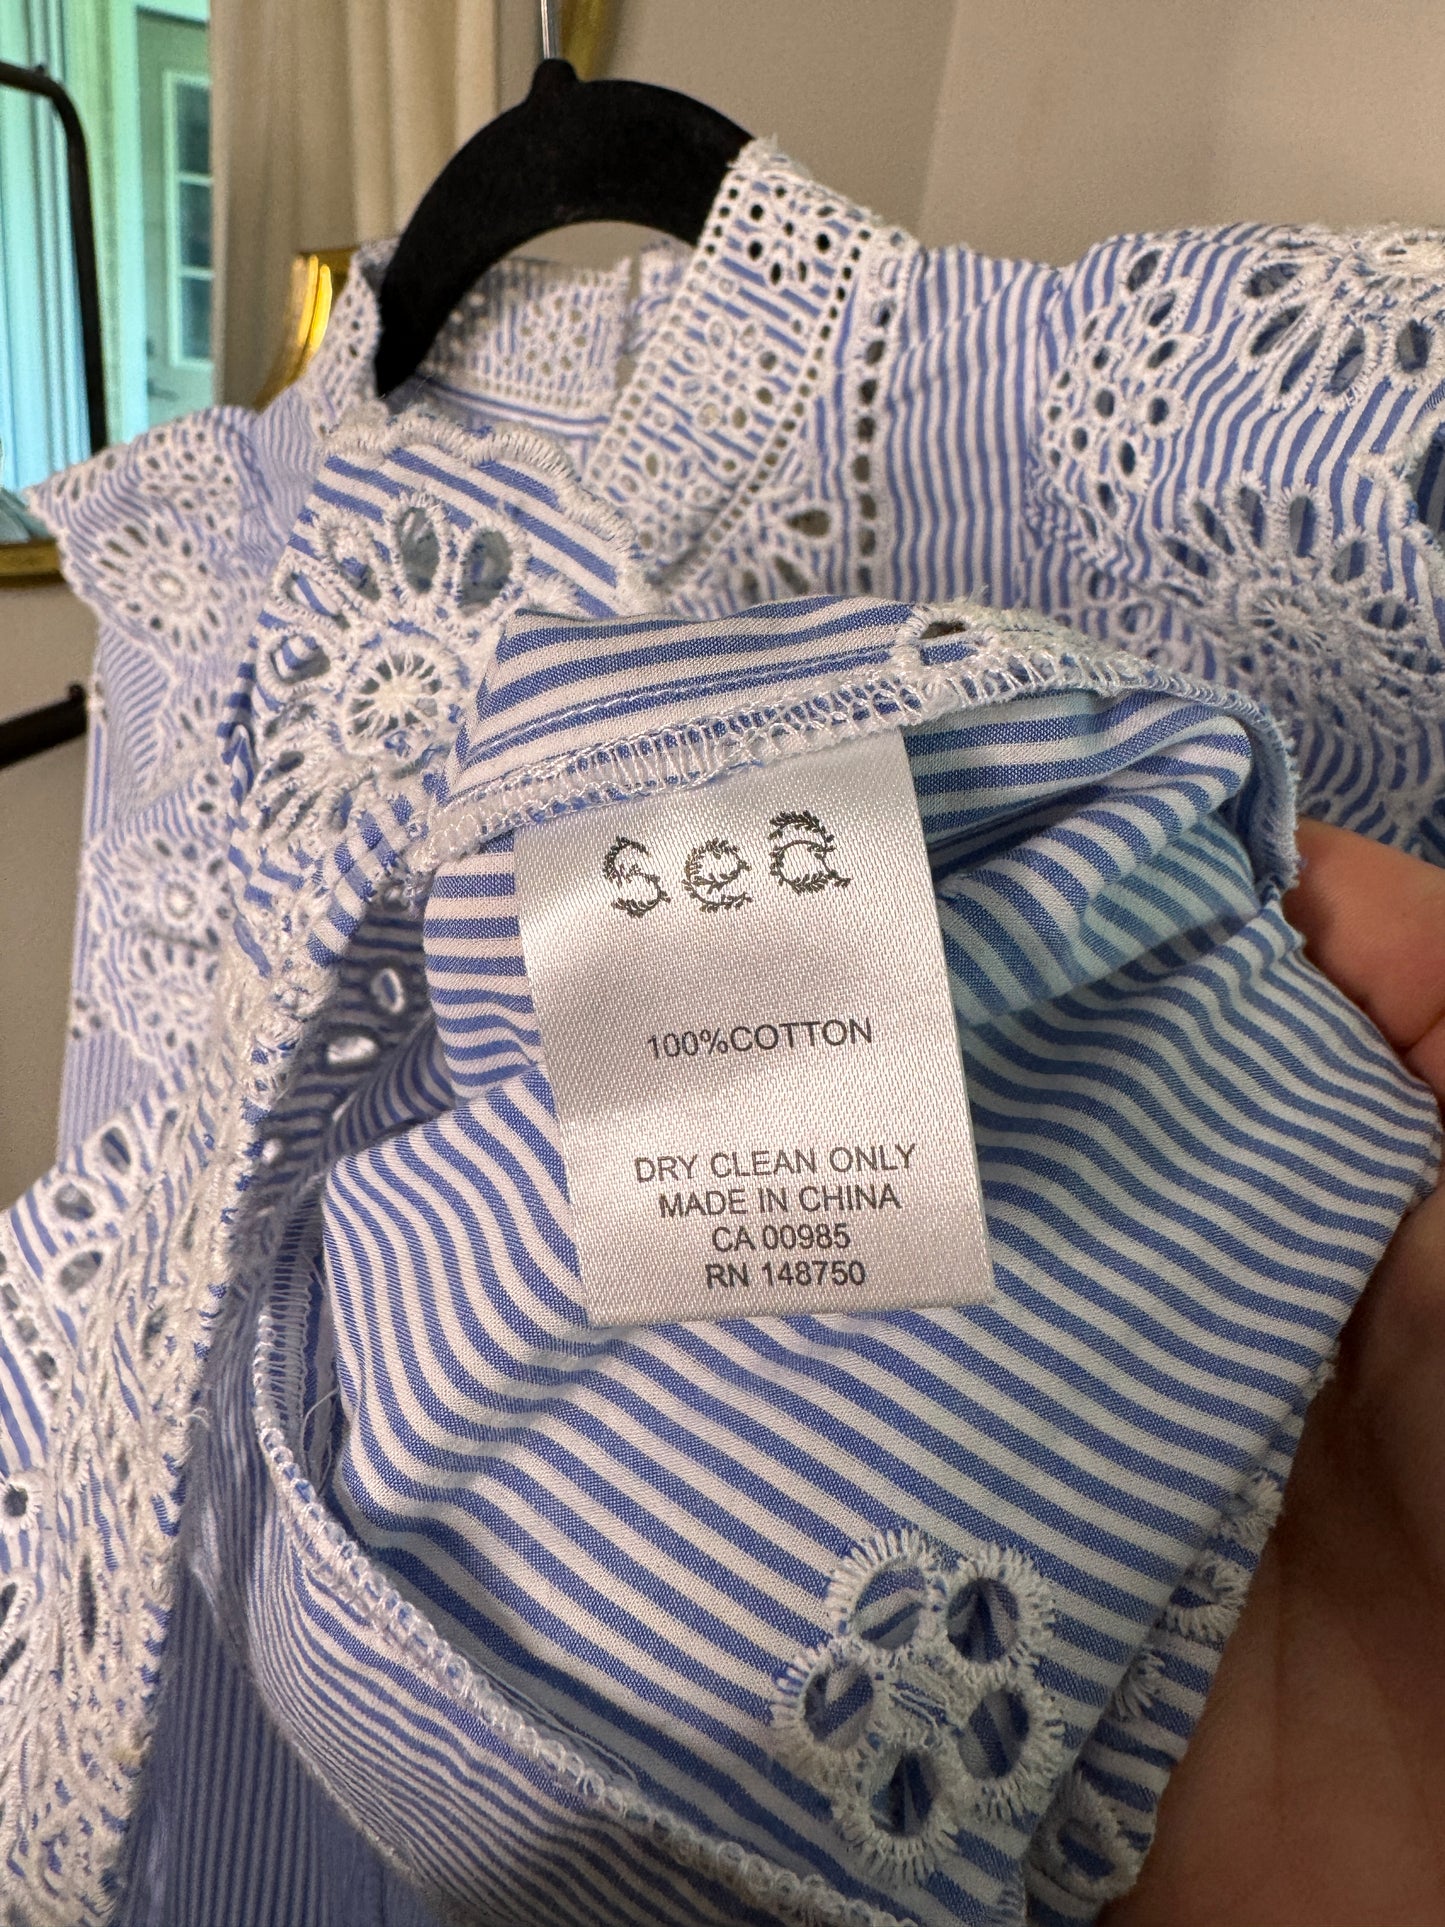 sea
100%COTTON
DRY CLEAN ONLY
MADE IN CHINA
CA 00985
RN 148750